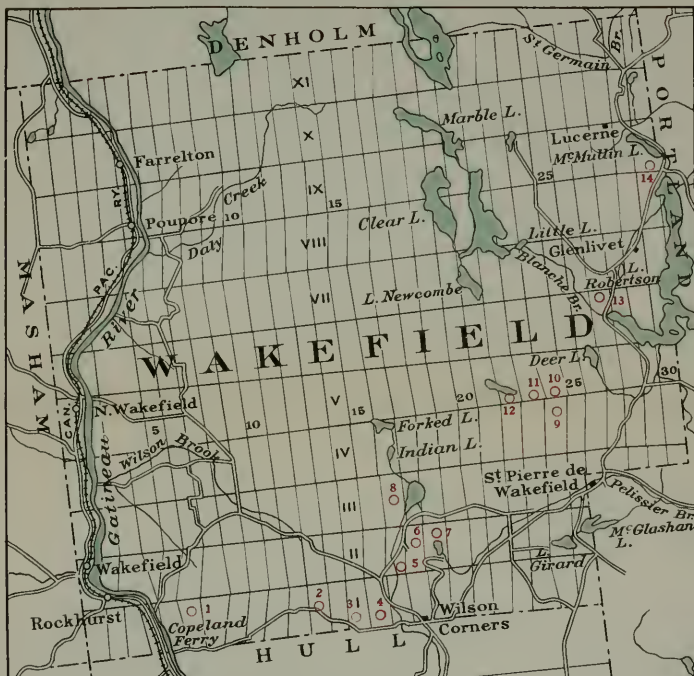 DENHOLM
St Germain Br.
PORTLAND
XI
Marble L.
X
Lucerne
McMullin L.
Farrelton
25
14
IX
15
Creek
RY.
Poupore
10
Clear L.
Little L.
Daly
VIII
Glenlivet
Blanche Br.
MASHAM
PAC.
L. Newcombe
L. Robertson
VII
13
River
WAKEFIELD
Deer L.
30
20
11
10
25
V
12
N. Wakefield
15
9
CAN.
10
Forked L.
5
IV
Indian L.
Wilson Brook
St. Pierre de
Wakefield
Gatineau
8
Pelissier Br.
III
McGlashan
L.
6
7
II
L.
Girard
Wakefield
5
Rockhurst
1
2
31
4
Wilson
Corners
Copeland
Ferry
HULL